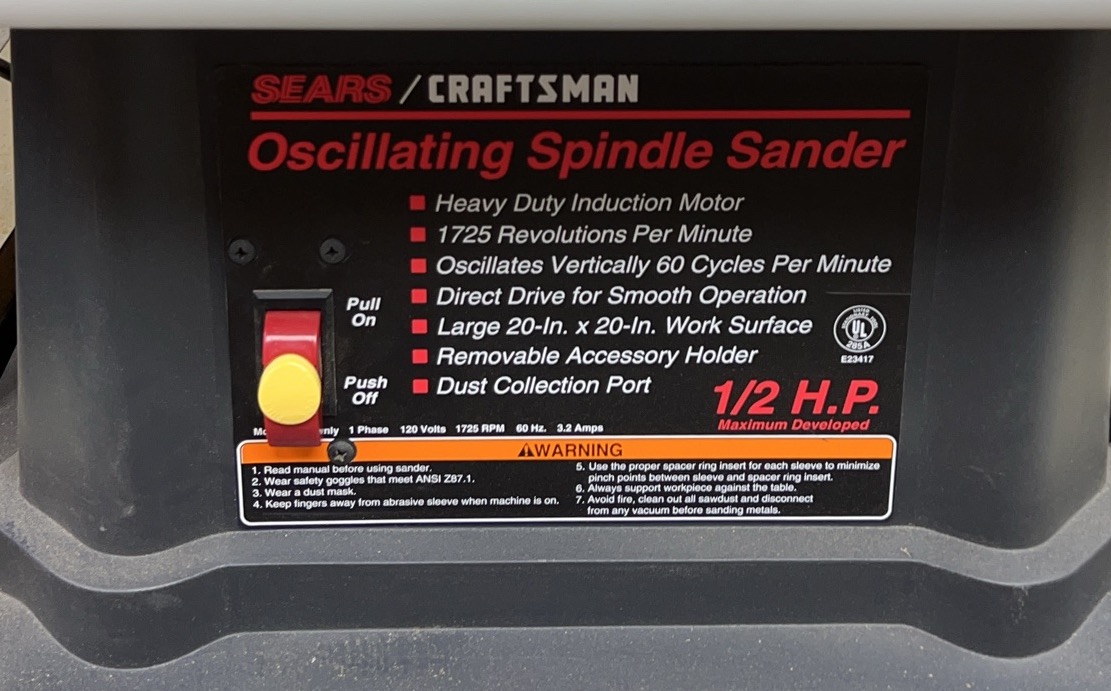 SEARS / CRAFTSMAN
Oscillating Spindle Sander
Heavy Duty Induction Motor
1725 Revolutions Per Minute
Oscillates Vertically 60 Cycles Per Minute
Direct Drive for Smooth Operation
Large 20-In. x 20-In. Work Surface
Removable Accessory Holder
Dust Collection Port
Pull
On
Push
Off
LISTED
UL
285A
E23417
1/2 H.P.
Maximum Developed
1 Phase 120 Volts 1725 RPM 60 Hz. 3.2 Amps
WARNING
1. Read manual before using sander.
2. Wear safety goggles that meet ANSI Z87.1.
3. Wear a dust mask.
4. Keep fingers away from abrasive sleeve when machine is on.
5. Use the proper spacer ring insert for each sleeve to minimize
pinch points between sleeve and spacer ring insert.
6. Always support workpiece against the table.
7. Avoid fire, clean out all sawdust and disconnect
from any vacuum before sanding metals.